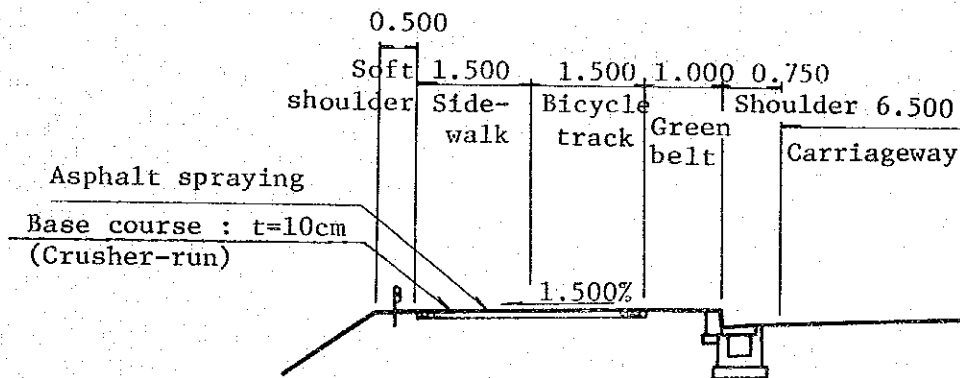 0.500
Soft shoulder
1.500
Side-walk
1.500
Bicycle track
1.000
Green belt
0.750
Shoulder
6.500
Carriageway
Asphalt spraying
Base course : t=10cm
(Crusher-run)
1.500%